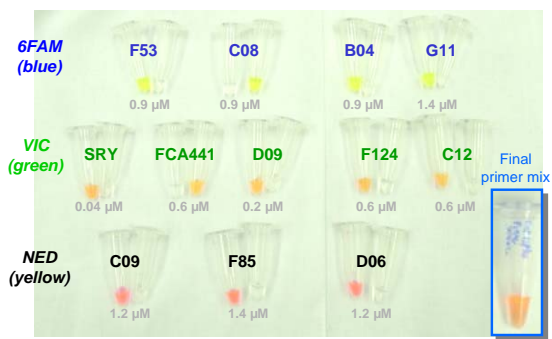 6FAM
(blue)
F53
C08
B04
G11
0.9 µM
0.9 µM
0.9 µM
1.4 µM
VIC
(green)
SRY
FCA441
D09
F124
C12
0.04 µM
0.6 µM
0.2 µM
0.6 µM
0.6 µM
Final
primer mix
NED
(yellow)
C09
F85
D06
1.2 µM
1.4 µM
1.2 µM